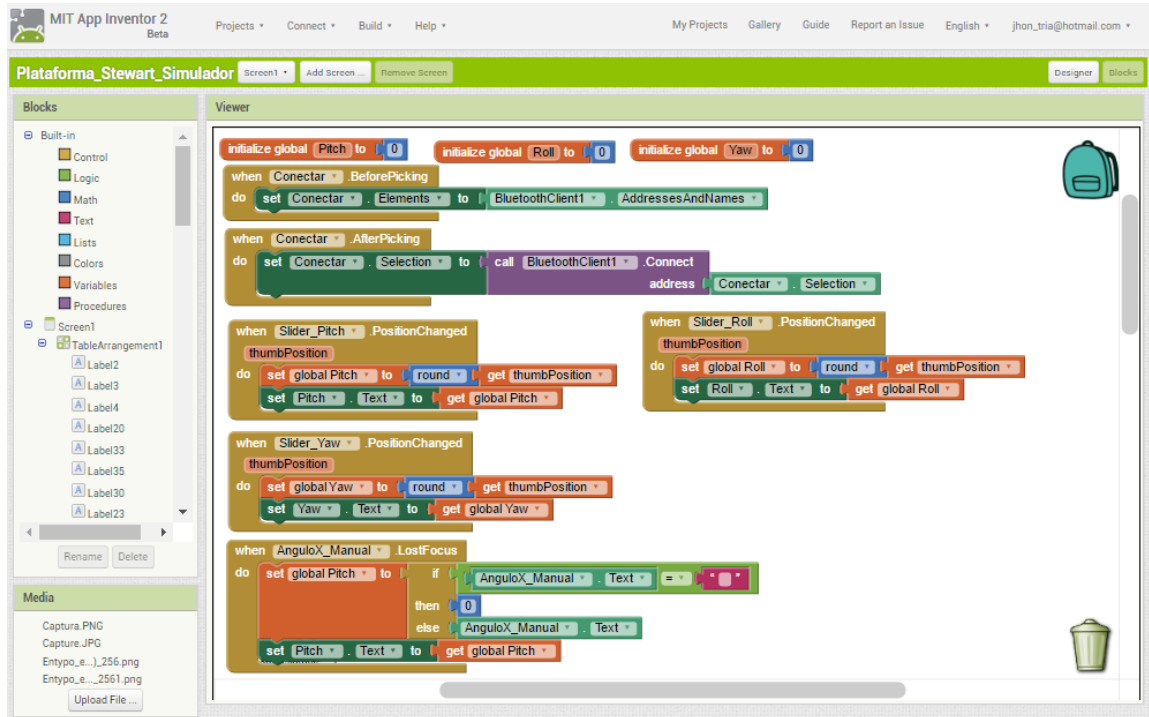 MIT App Inventor 2
Beta
Projects Connect Build Help My Projects Gallery Guide Report an Issue English jhon_tria@hotmail.com
Plataforma_Stewart_Simulador Screen1 Add Screen ... Remove Screen Designer Blocks
Blocks
Built-in
Control
Logic
Math
Text
Lists
Colors
Variables
Procedures
Screen1
TableArrangement1
Label2
Label3
Label4
Label20
Label33
Label35
Label30
Label23
Rename Delete
Media
Captura.PNG
Capture.JPG
Entypo_e...)_256.png
Entypo_e..._2561.png
Upload File ...
Viewer
initialize global Pitch to 0
initialize global Roll to 0
initialize global Yaw to 0
when Conectar .BeforePicking
do set Conectar . Elements to BluetoothClient1 . AddressesAndNames
when Conectar .AfterPicking
do set Conectar . Selection to call BluetoothClient1 .Connect
address Conectar . Selection
when Slider_Pitch .PositionChanged
thumbPosition
do set global Pitch to round get thumbPosition
set Pitch . Text to get global Pitch
when Slider_Roll .PositionChanged
thumbPosition
do set global Roll to round get thumbPosition
set Roll . Text to get global Roll
when Slider_Yaw .PositionChanged
thumbPosition
do set global Yaw to round get thumbPosition
set Yaw . Text to get global Yaw
when AnguloX_Manual .LostFocus
do set global Pitch to if AnguloX_Manual . Text = " "
then 0
else AnguloX_Manual . Text
set Pitch . Text to get global Pitch